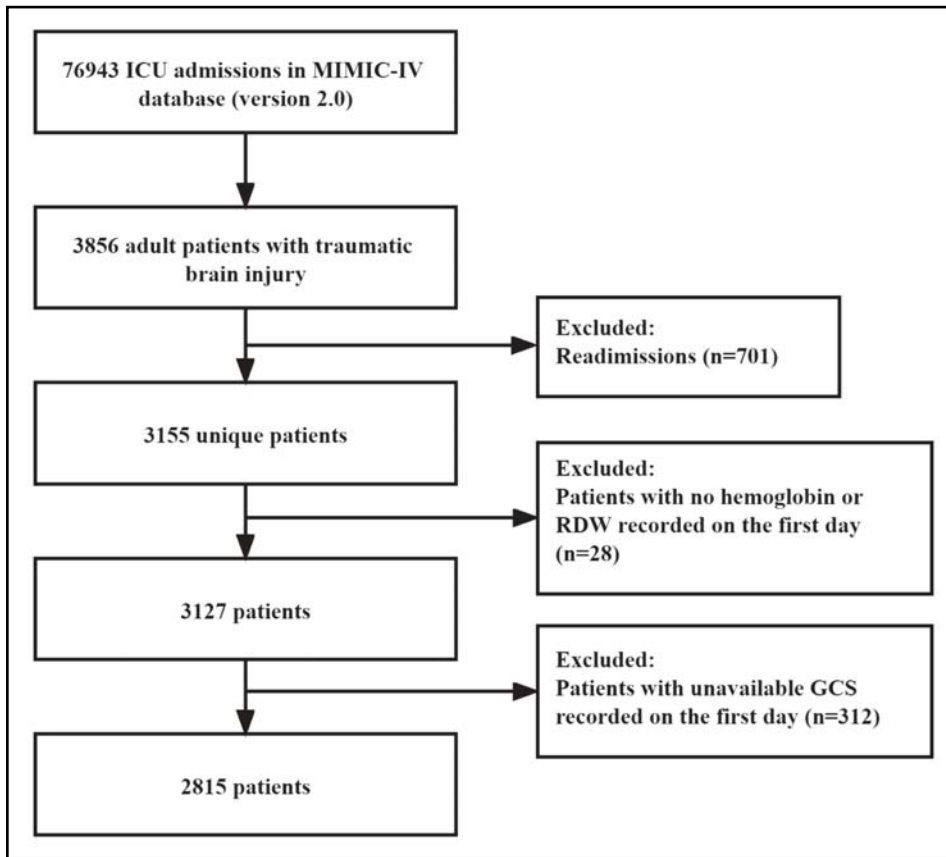 76943 ICU admissions in MIMIC-IV
database (version 2.0)
3856 adult patients with traumatic
brain injury
Excluded:
Readimissions (n=701)
3155 unique patients
Excluded:
Patients with no hemoglobin or
RDW recorded on the first day
(n=28)
3127 patients
Excluded:
Patients with unavailable GCS
recorded on the first day (n=312)
2815 patients